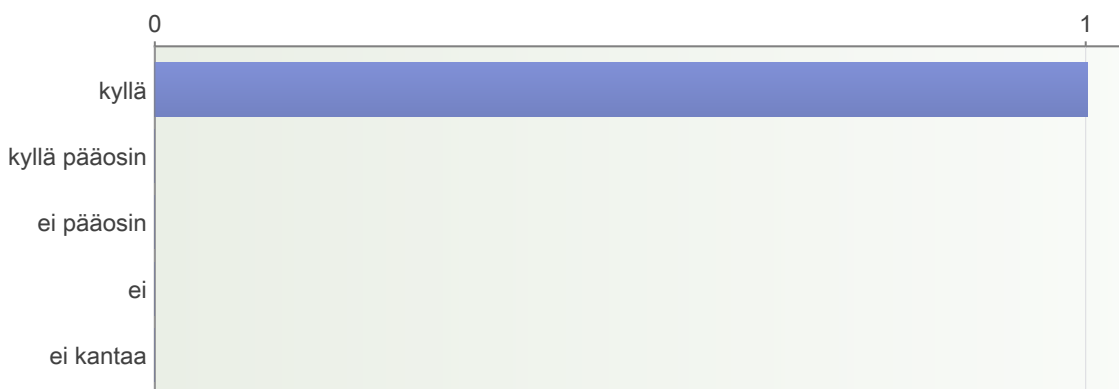 0 1
kyllä
kyllä pääosin
ei pääosin
ei
ei kantaa